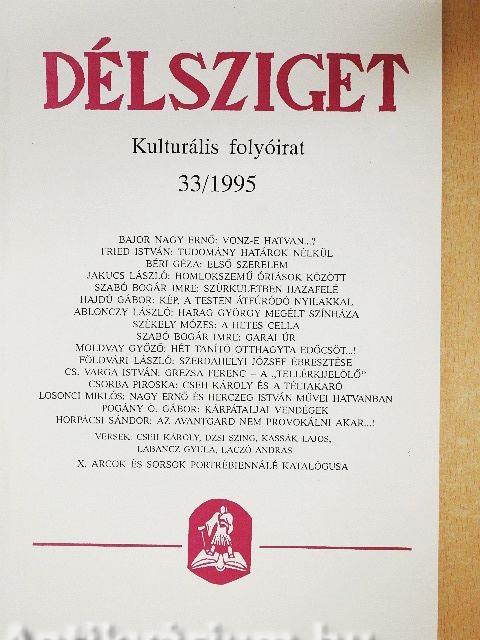 DÉLSZIGET
Kulturális folyóirat
33/1995
BAJOR NAGY ERNŐ: VONZ-E HATVAN...?
FRIED ISTVÁN: TUDOMÁNY HATÁROK NÉLKÜL
BÉRI GÉZA: ELSŐ SZERELEM
JAKUCS LÁSZLÓ: HOMLOKSZEMŰ ÓRIÁSOK KÖZÖTT
SZABÓ BOGÁR IMRE: SZÜRKÜLETBEN HAZAFELÉ
HAJDÚ GÁBOR: KÉP, A TESTEN ÁTFÚRÓDÓ NYILAKKAL
ABLONCZY LÁSZLÓ: HARAG GYÖRGY MEGÉLT SZÍNHÁZA
SZÉKELY MÓZES: A HETES CELLA
SZABÓ BOGÁR IMRE: GARAI ÚR
MOLDVAY GYŐZŐ: HÉT TANÍTÓ OTTHAGYTA EDŐCSÖT...!
FÖLDVÁRI LÁSZLÓ: SZERDAHELYI JÓZSEF ÉBRESZTÉSE
CS. VARGA ISTVÁN: GREZSA FERENC – A „TELLÉRKIJELÖLŐ”
CSORBA PIROSKA: CSEH KÁROLY ÉS A TÉLTAKARÓ
LOSONCI MIKLÓS: NAGY ERNŐ ÉS HERCZEG ISTVÁN MŰVEI HATVANBAN
POGÁNY Ö. GÁBOR: KÁRPÁTALJAI VENDÉGEK
HORPÁCSI SÁNDOR: AZ AVANTGARD NEM PROVOKÁLNI AKAR...!
VERSEK: CSEH KÁROLY, DZSI SZING, KASSÁK LAJOS,
LABANCZ GYULA, LACZÓ ANDRÁS
X. ARCOK ÉS SORSOK PORTRÉBIENNÁLÉ KATALÓGUSA
Antikvárium.hu